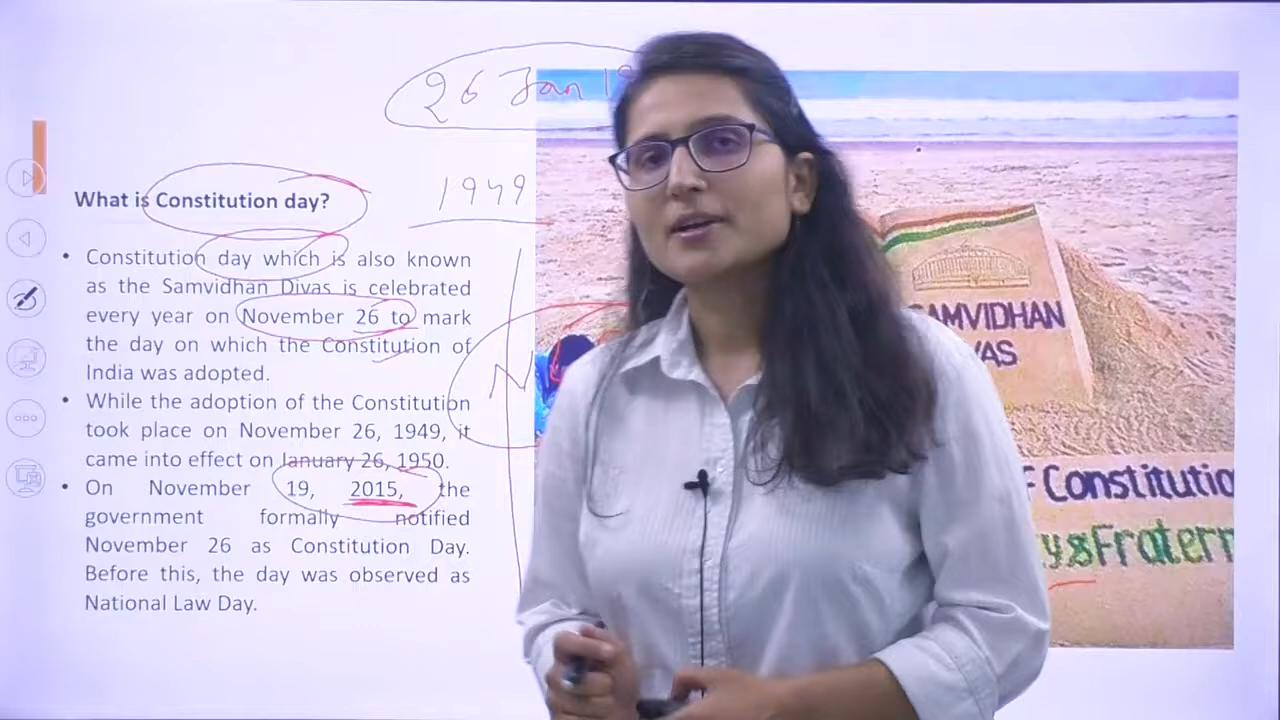 26 Jan
What is Constitution day?
1949
• Constitution day which is also known
as the Samvidhan Divas is celebrated
every year on November 26 to mark
the day on which the Constitution of
India was adopted.
• While the adoption of the Constitution
took place on November 26, 1949, it
came into effect on January 26, 1950.
• On November 19, 2015, the
government formally notified
November 26 as Constitution Day.
Before this, the day was observed as
National Law Day.
SAMVIDHAN
VAS
Constitutio
y&Fratern